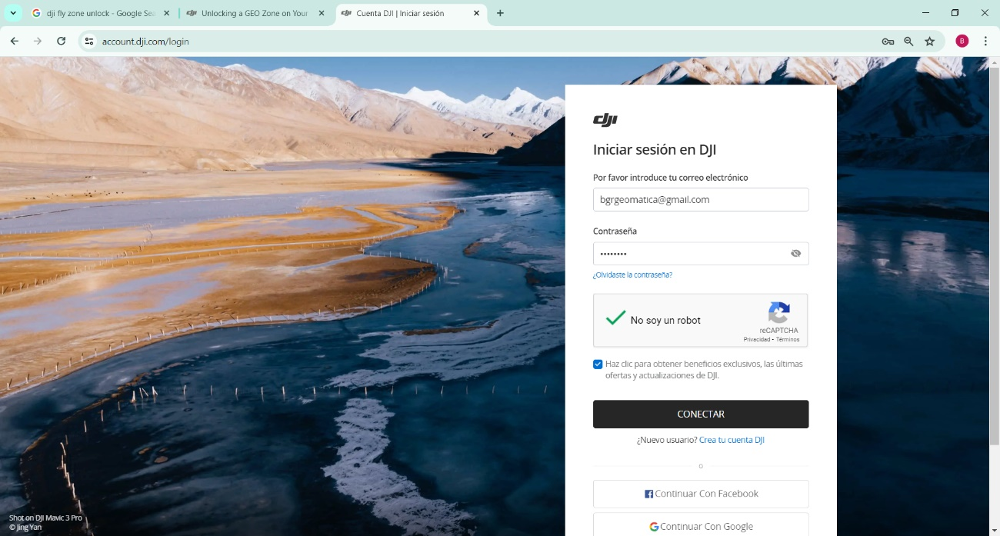 dji fly zone unlock - Google Sea
Unlocking a GEO Zone on Your
Cuenta DJI | Iniciar sesión
account.dji.com/login
B
dji
Iniciar sesión en DJI
Por favor introduce tu correo electrónico
bgrgeomatica@gmail.com
Contraseña
••••••••
¿Olvidaste la contraseña?
No soy un robot
reCAPTCHA
Privacidad - Términos
Haz clic para obtener beneficios exclusivos, las últimas
ofertas y actualizaciones de DJI.
CONECTAR
¿Nuevo usuario? Crea tu cuenta DJI
o
Continuar Con Facebook
Continuar Con Google
Shot on DJI Mavic 3 Pro
© Jing Yan